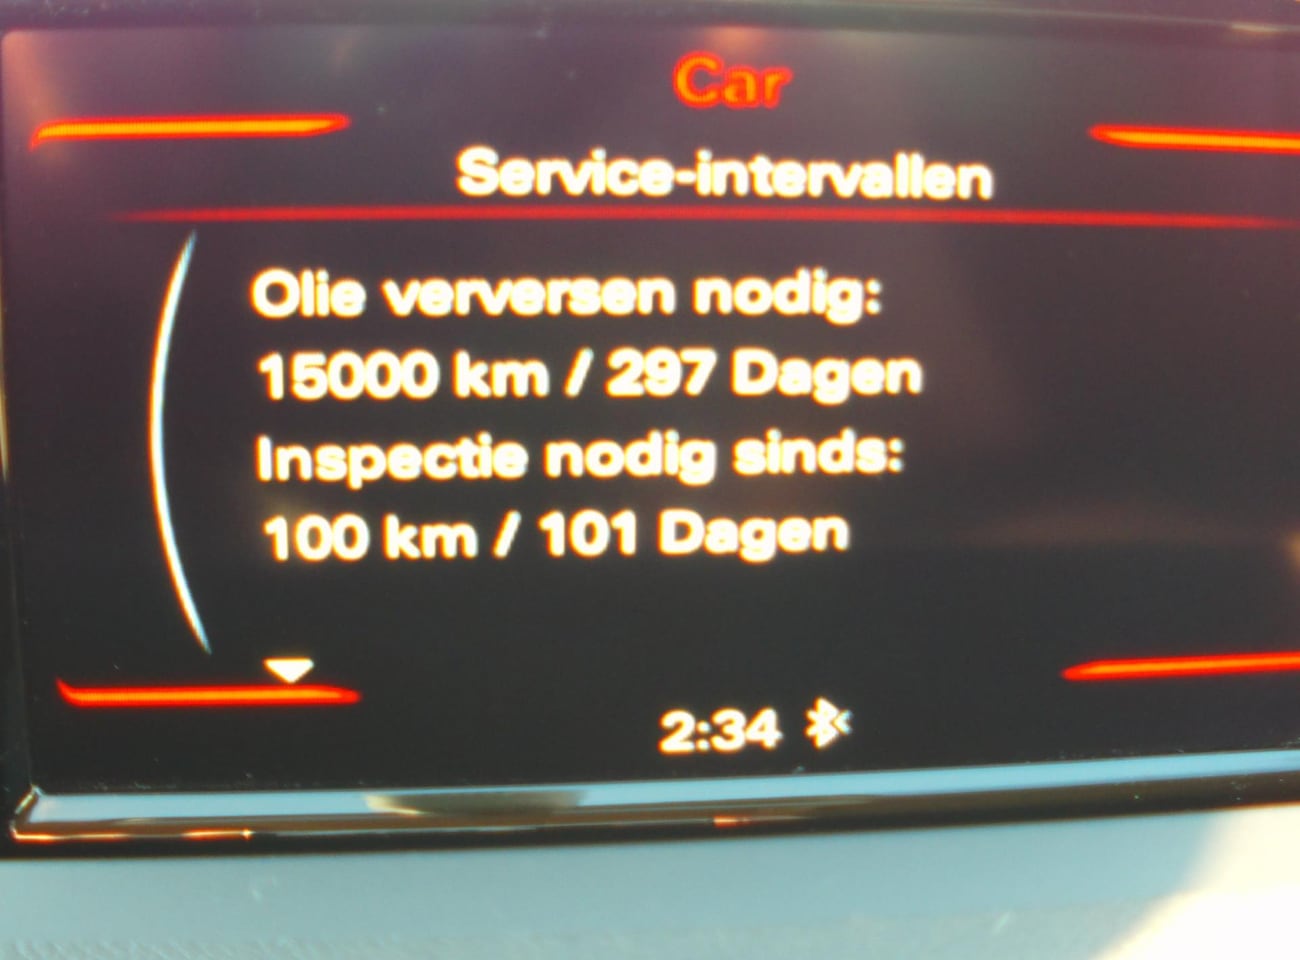 Car
Service-intervallen
Olie verversen nodig:
15000 km / 297 Dagen
Inspectie nodig sinds:
100 km / 101 Dagen
2:34